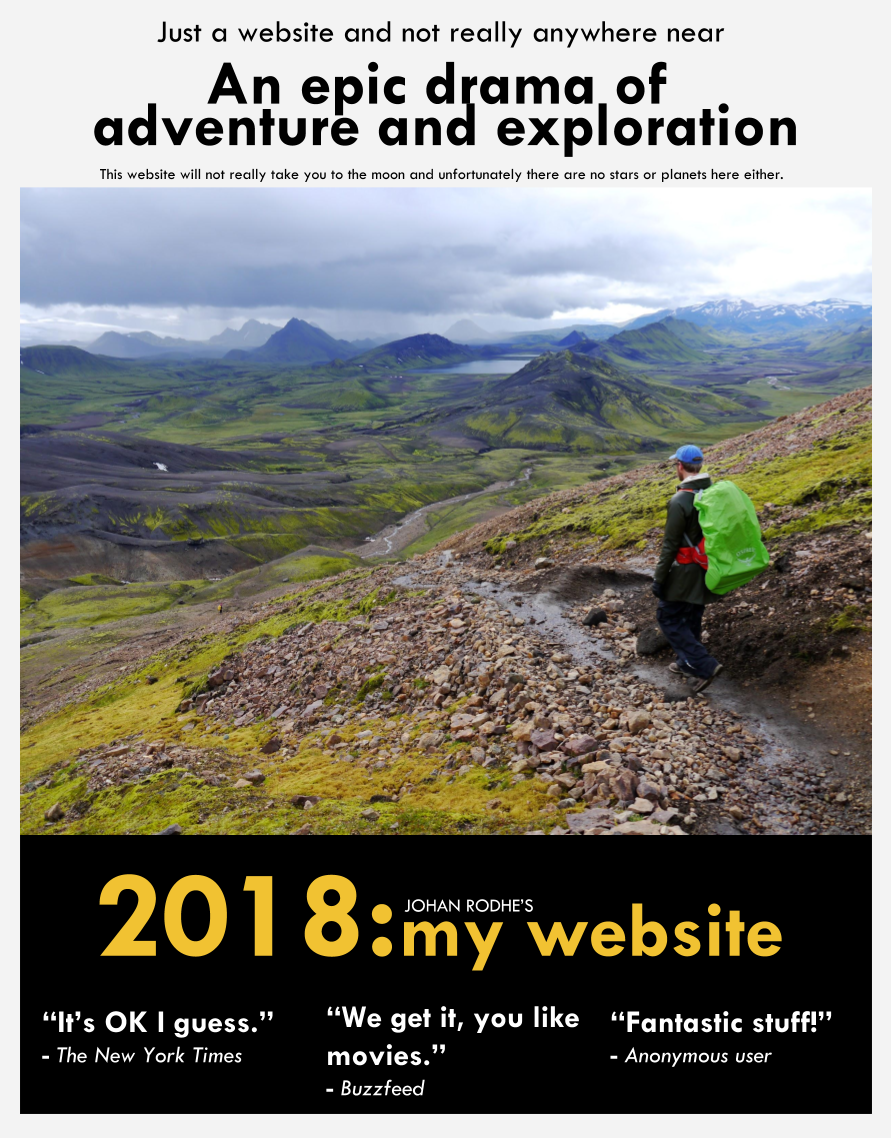 Just a website and not really anywhere near
An epic drama of
adventure and exploration
This website will not really take you to the moon and unfortunately there are no stars or planets here either.
2018:
JOHAN RODHE’S
my website
“It’s OK I guess.”
- The New York Times
“We get it, you like
movies.”
- Buzzfeed
“Fantastic stuff!”
- Anonymous user